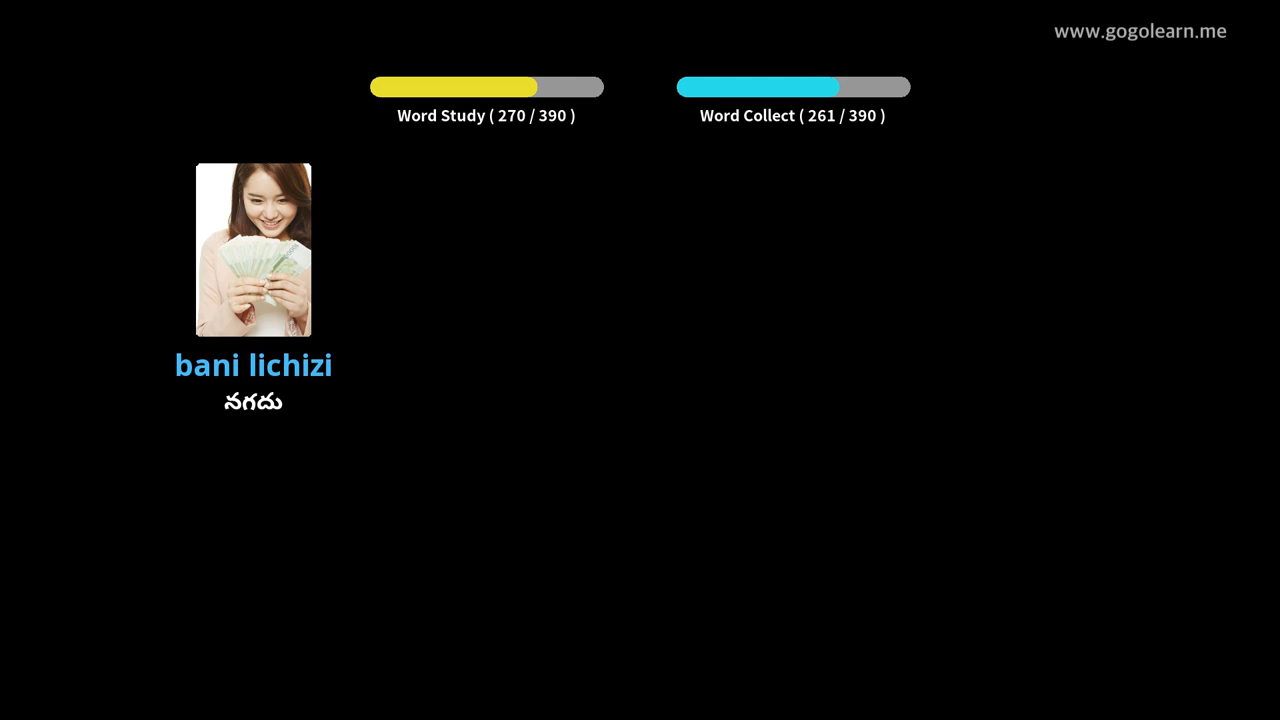 www.gogolearn.me
Word Study ( 270 / 390 )
Word Collect ( 261 / 390 )
bani lichizi
నగదు